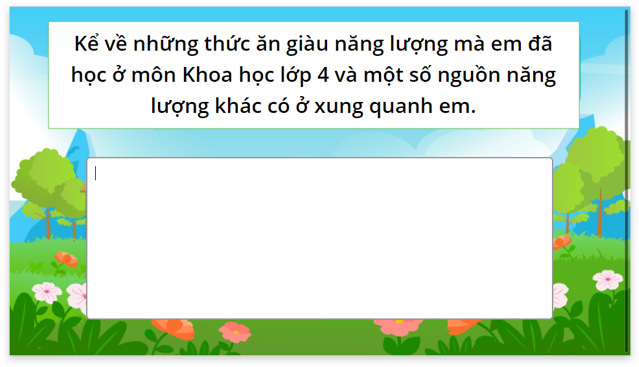 Kể về những thức ăn giàu năng lượng mà em đã
học ở môn Khoa học lớp 4 và một số nguồn năng
lượng khác có ở xung quanh em.